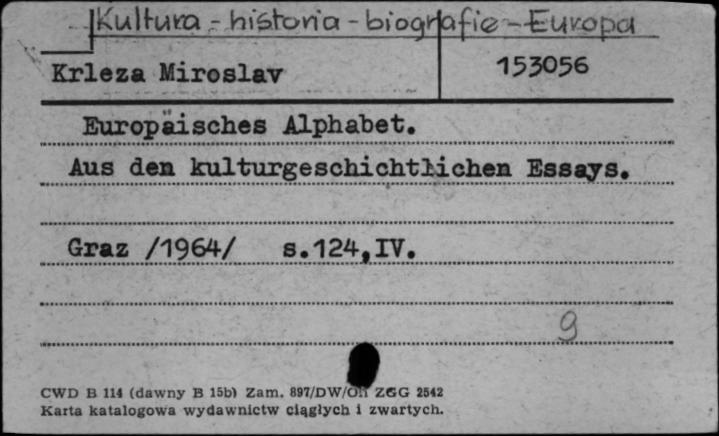 Kultura - historia - biografie - Europa
Krleza Miroslav
153056
Europäisches Alphabet.
Aus den kulturgeschichtlichen Essays.
Graz /1964/ s.124,IV.
9
CWD B 114 (dawny B 15b) Zam. 897/DW/Oh ZGG 2542
Karta katalogowa wydawnictw ciągłych i zwartych.